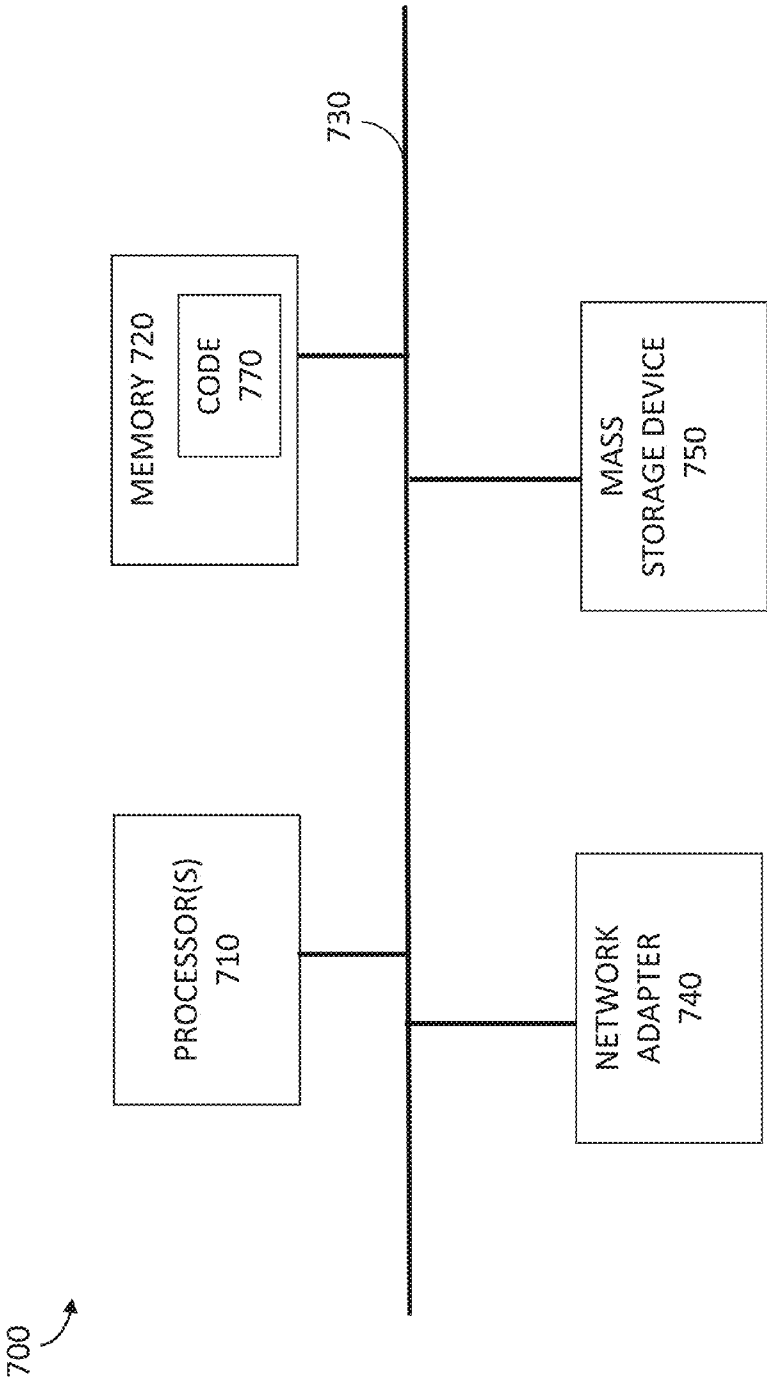 700
PROCESSOR(S)
710
MEMORY 720
CODE
770
730
NETWORK
ADAPTER
740
MASS
STORAGE DEVICE
750